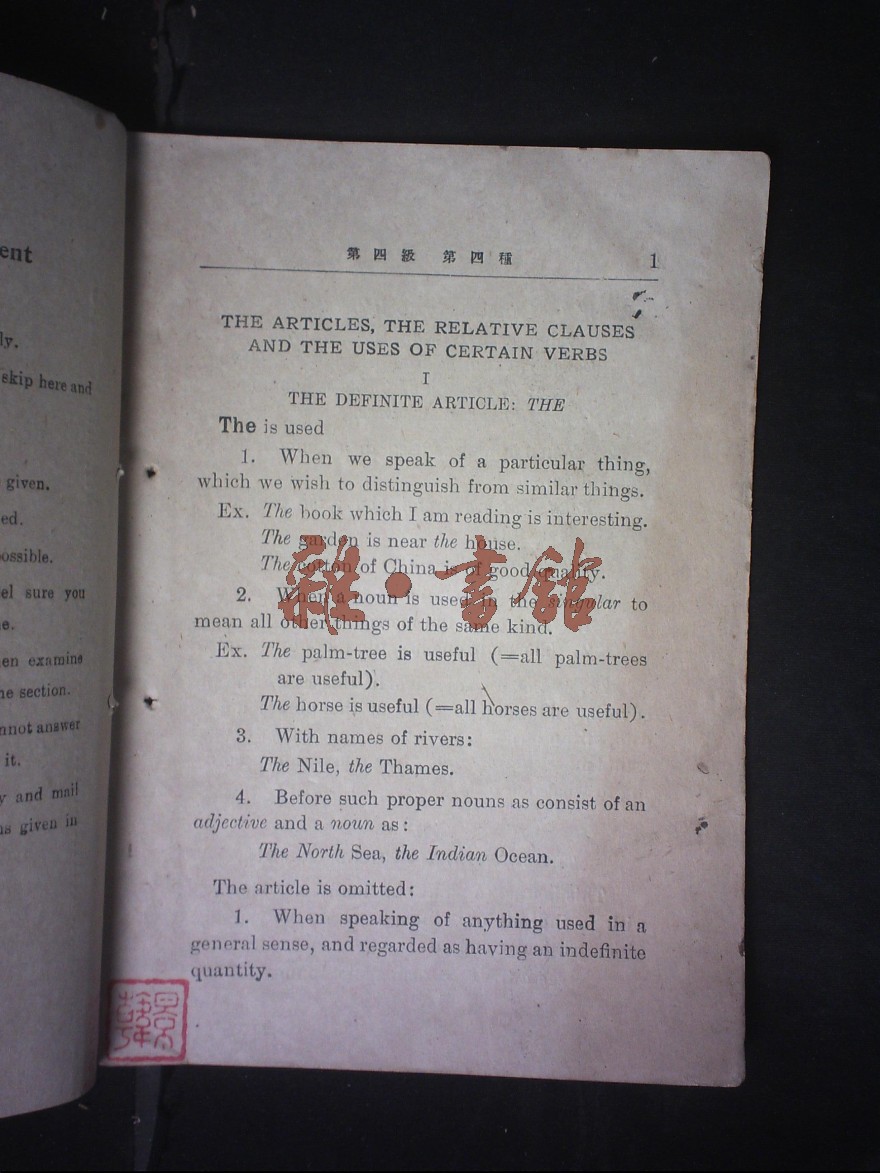 ent
ly.
skip here and
given.
ed.
ossible.
el sure you
e.
en examine
ne section.
nnot answer
it.
y and mail
ns given in
第四級 第四種 1
THE ARTICLES, THE RELATIVE CLAUSES
AND THE USES OF CERTAIN VERBS
I
THE DEFINITE ARTICLE: THE
The is used
1. When we speak of a particular thing,
which we wish to distinguish from similar things.
Ex. The book which I am reading is interesting.
The garden is near the house.
The cotton of China is of good quality.
2. When a noun is used in the singular to
mean all other things of the same kind.
Ex. The palm-tree is useful (=all palm-trees
are useful).
The horse is useful (=all horses are useful).
3. With names of rivers:
The Nile, the Thames.
4. Before such proper nouns as consist of an
adjective and a noun as:
The North Sea, the Indian Ocean.
The article is omitted:
1. When speaking of anything used in a
general sense, and regarded as having an indefinite
quantity.
雜·書館